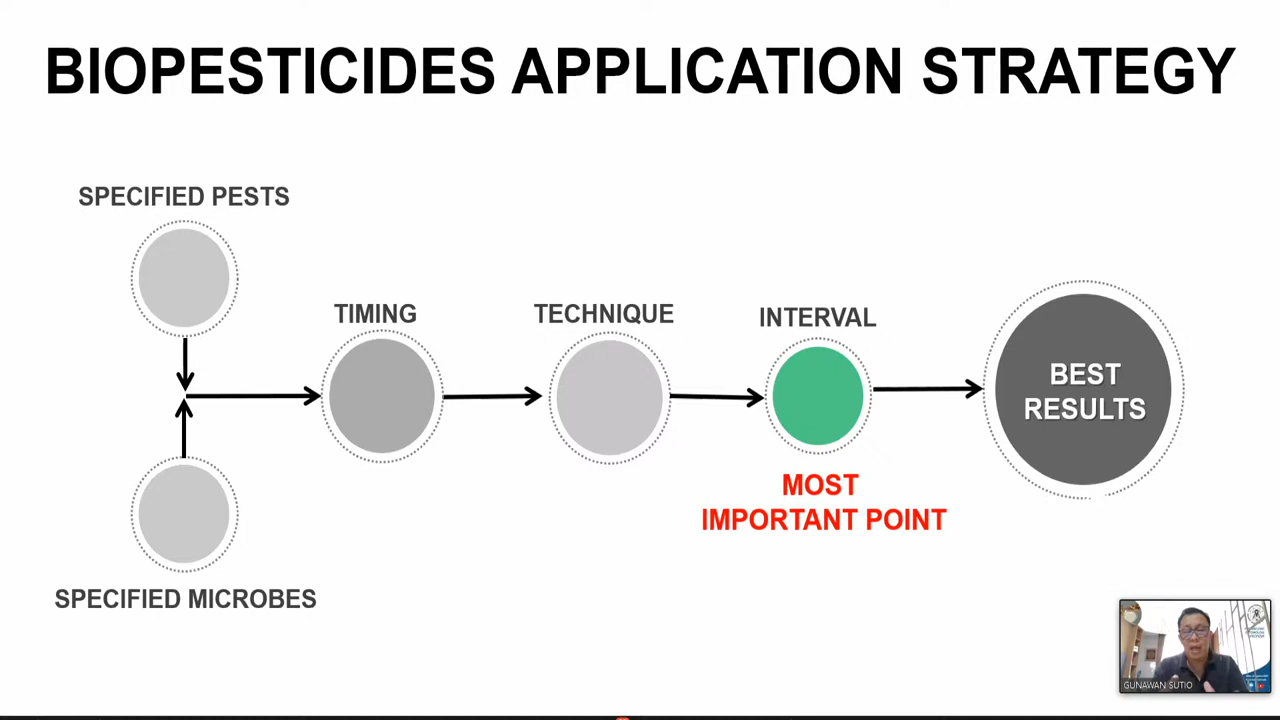 BIOPESTICIDES APPLICATION STRATEGY
SPECIFIED PESTS
TIMING
TECHNIQUE
INTERVAL
BEST
RESULTS
MOST
IMPORTANT POINT
SPECIFIED MICROBES
GUNAWAN SUTIO